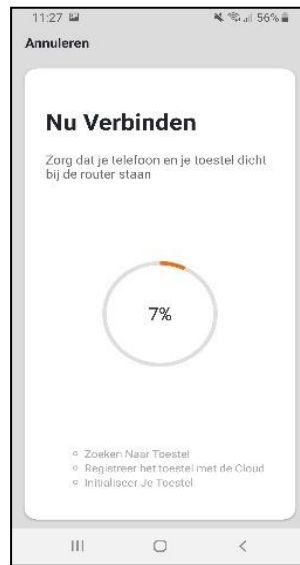 11:27
56%
Annuleren
Nu Verbinden
Zorg dat je telefoon en je toestel dicht
bij de router staan
7%
Zoeken Naar Toestel
Registreer het toestel met de Cloud
Initialiseer Je Toestel